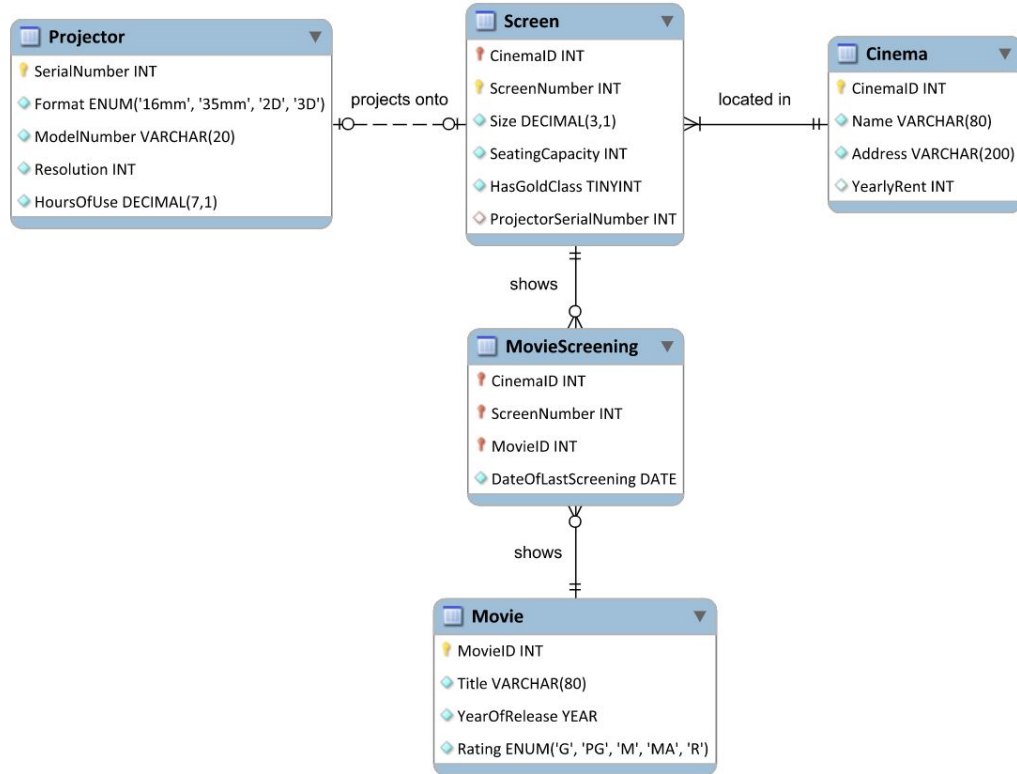 Projector
SerialNumber INT
Format ENUM('16mm', '35mm', '2D', '3D')
ModelNumber VARCHAR(20)
Resolution INT
HoursOfUse DECIMAL(7,1)
projects onto
Screen
CinemaID INT
ScreenNumber INT
Size DECIMAL(3,1)
SeatingCapacity INT
HasGoldClass TINYINT
ProjectorSerialNumber INT
located in
Cinema
CinemaID INT
Name VARCHAR(80)
Address VARCHAR(200)
YearlyRent INT
shows
MovieScreening
CinemaID INT
ScreenNumber INT
MovieID INT
DateOfLastScreening DATE
shows
Movie
MovieID INT
Title VARCHAR(80)
YearOfRelease YEAR
Rating ENUM('G', 'PG', 'M', 'MA', 'R')